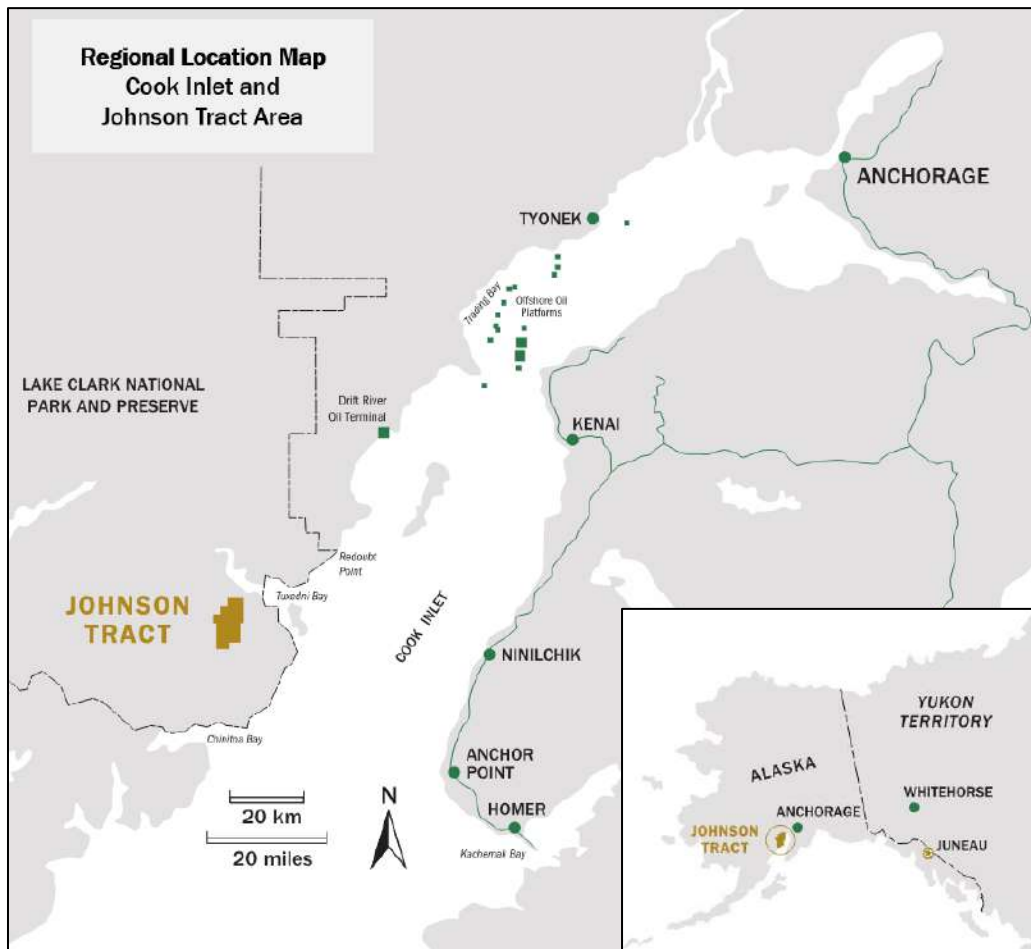 Regional Location Map
Cook Inlet and
Johnson Tract Area
ANCHORAGE
TYONEK
Trading Bay
Offshore Oil
Platforms
LAKE CLARK NATIONAL
PARK AND PRESERVE
Drift River
Oil Terminal
KENAI
Redoubt
Point
Tuxedni Bay
JOHNSON
TRACT
COOK INLET
NINILCHIK
Chinitna Bay
ANCHOR
POINT
HOMER
Kachemak Bay
20 km
20 miles
N
YUKON
TERRITORY
ALASKA
WHITEHORSE
ANCHORAGE
JOHNSON
TRACT
JUNEAU